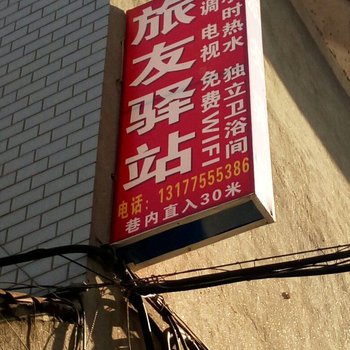 旅友驿站
调 电视 免费WIFI
时热水 独立卫浴间
电话：13177555386
巷内直入30米